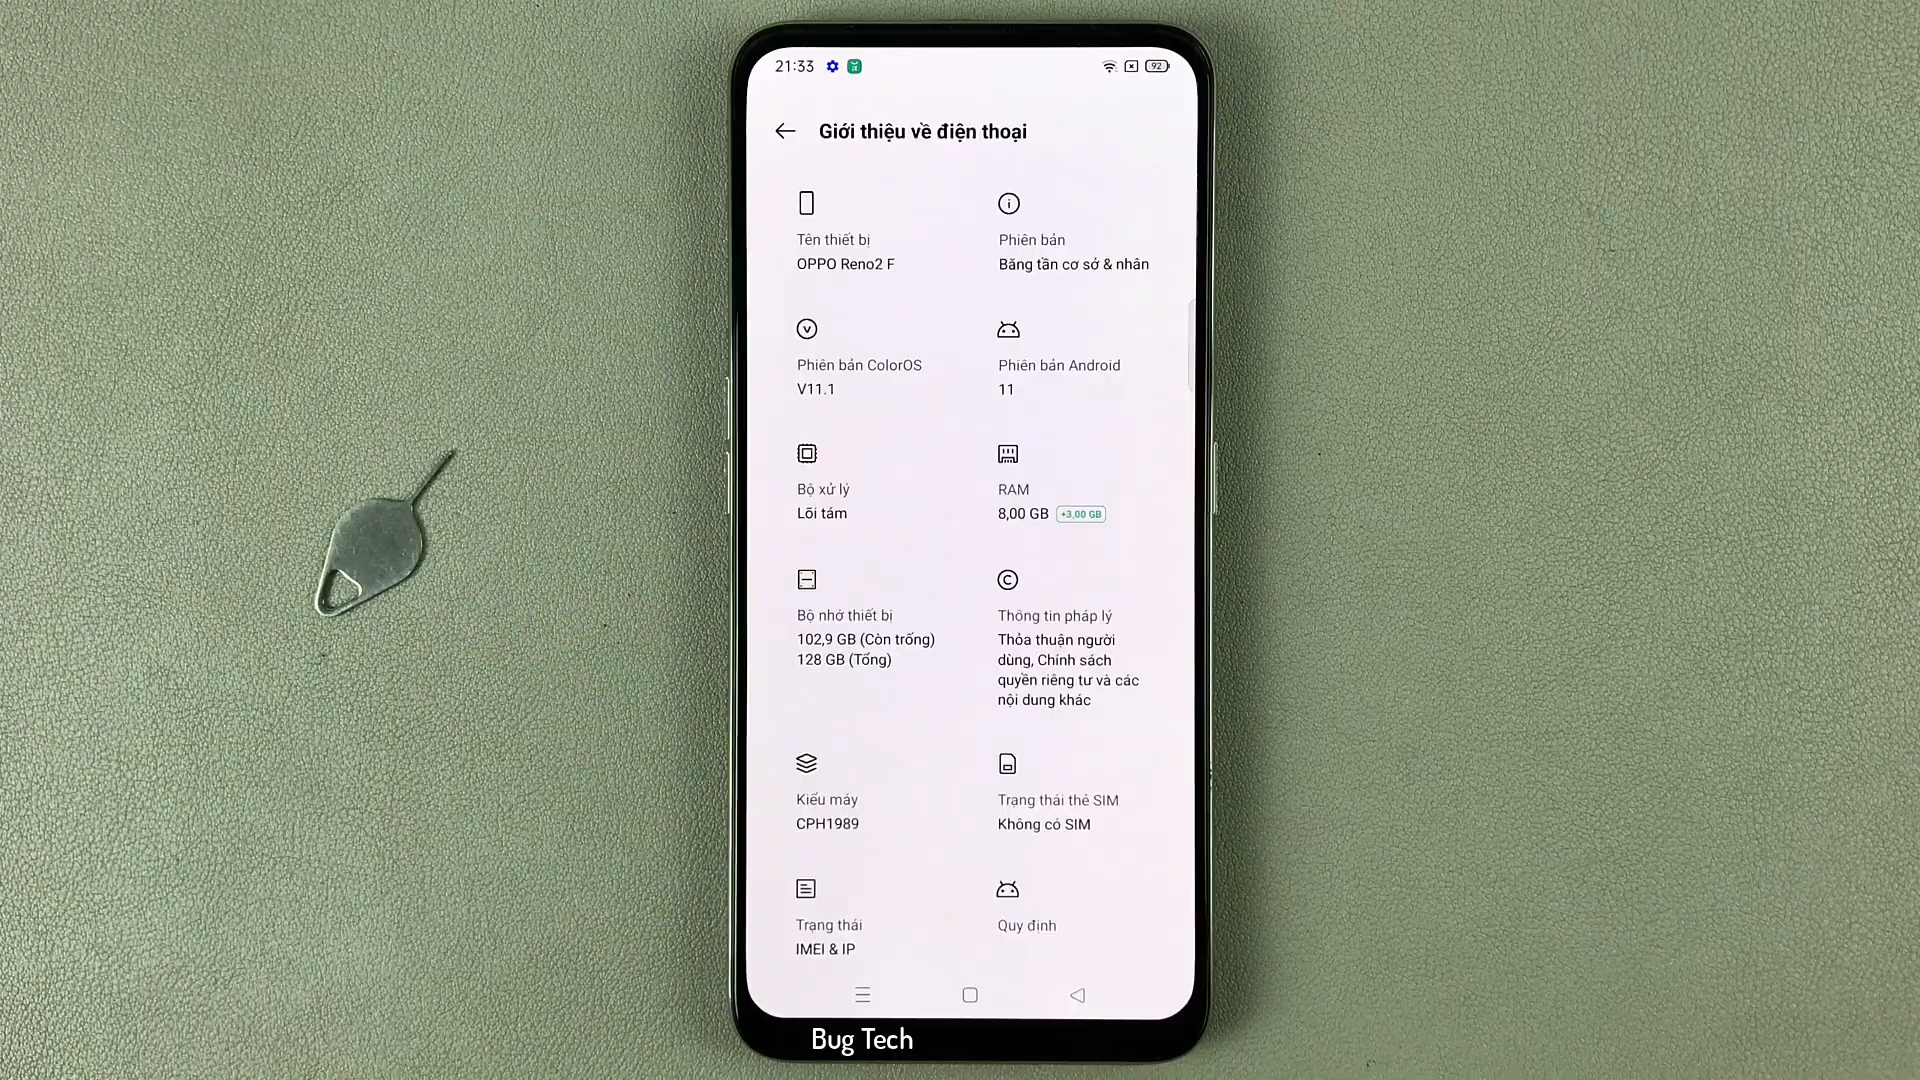 21:33
92
Giới thiệu về điện thoại
Tên thiết bị
OPPO Reno2 F
Phiên bản
Băng tần cơ sở & nhân
Phiên bản ColorOS
V11.1
Phiên bản Android
11
Bộ xử lý
Lõi tám
RAM
8,00 GB +3,00 GB
Bộ nhớ thiết bị
102,9 GB (Còn trống)
128 GB (Tổng)
Thông tin pháp lý
Thỏa thuận người
dùng, Chính sách
quyền riêng tư và các
nội dung khác
Kiểu máy
CPH1989
Trạng thái thẻ SIM
Không có SIM
Trạng thái
IMEI & IP
Quy định
Bug Tech